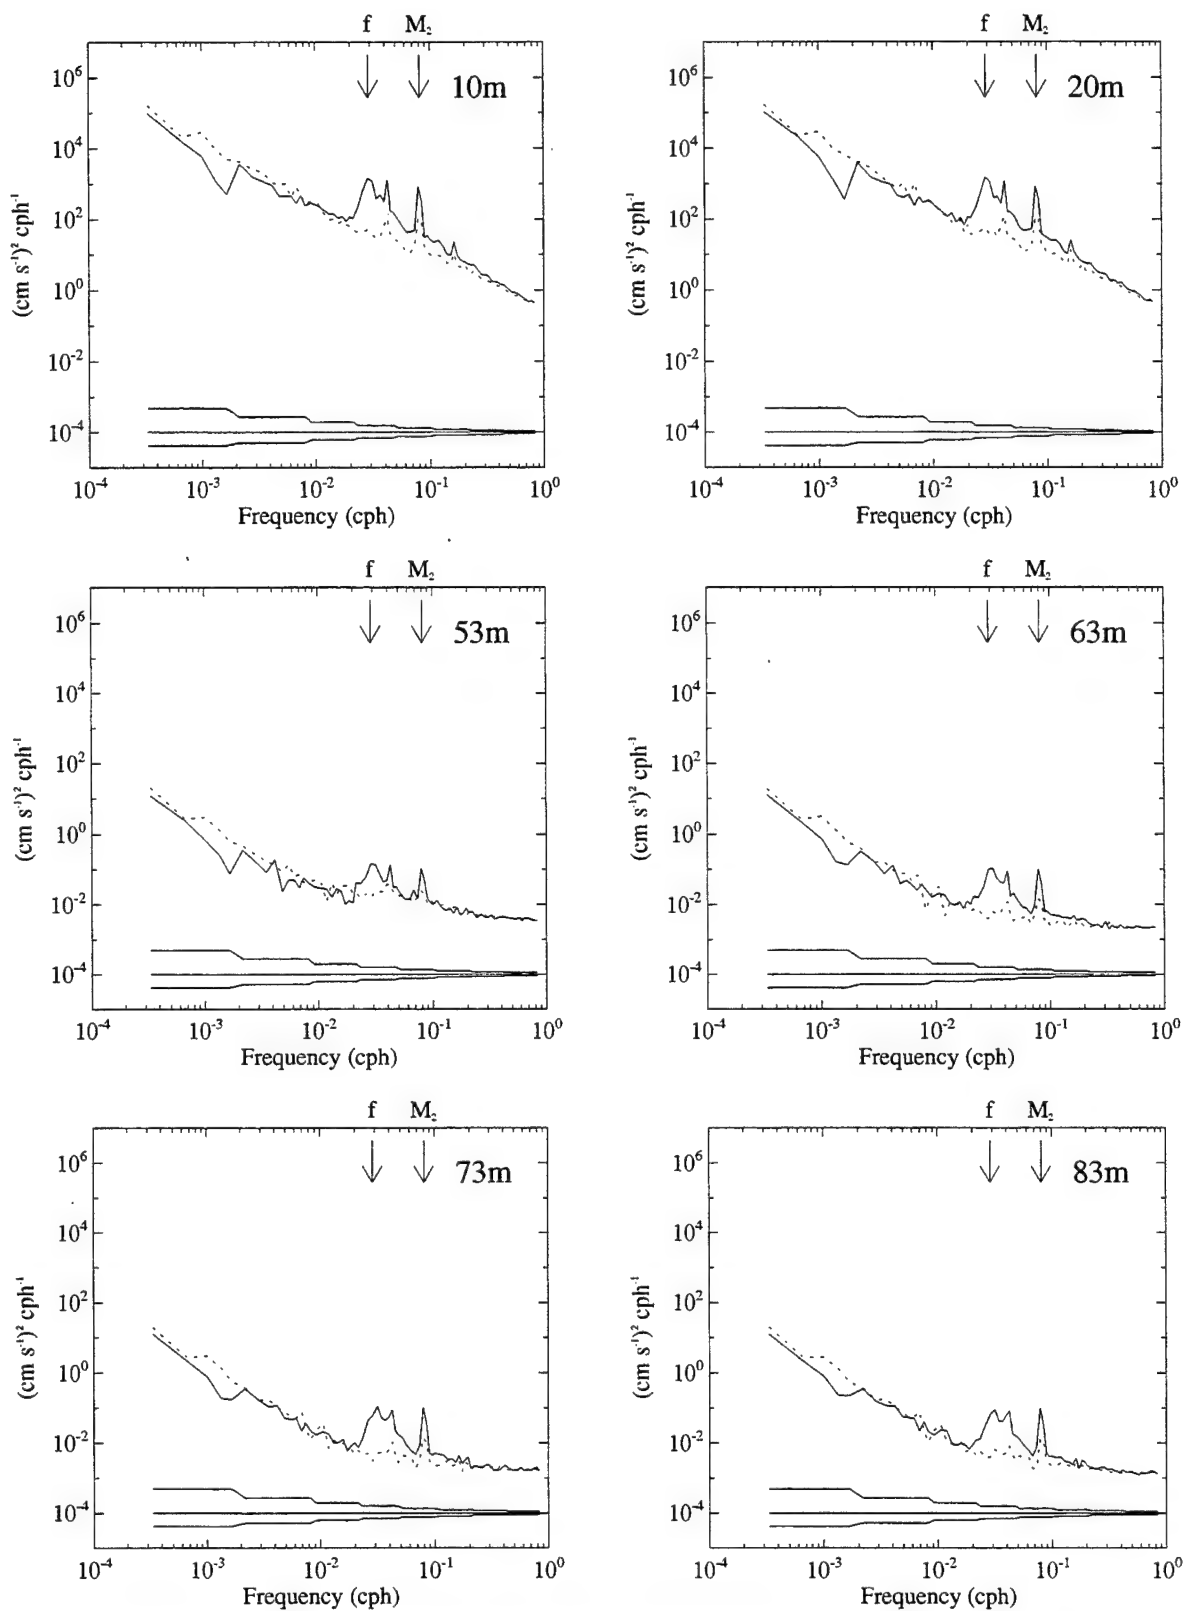 f M₂
10m
(cm s⁻¹)² cph⁻¹
10⁶
10⁴
10²
10⁰
10⁻²
10⁻⁴
10⁻⁴ 10⁻³ 10⁻² 10⁻¹ 10⁰
Frequency (cph)
f M₂
20m
(cm s⁻¹)² cph⁻¹
10⁶
10⁴
10²
10⁰
10⁻²
10⁻⁴
10⁻⁴ 10⁻³ 10⁻² 10⁻¹ 10⁰
Frequency (cph)
f M₂
53m
(cm s⁻¹)² cph⁻¹
10⁶
10⁴
10²
10⁰
10⁻²
10⁻⁴
10⁻⁴ 10⁻³ 10⁻² 10⁻¹ 10⁰
Frequency (cph)
f M₂
63m
(cm s⁻¹)² cph⁻¹
10⁶
10⁴
10²
10⁰
10⁻²
10⁻⁴
10⁻⁴ 10⁻³ 10⁻² 10⁻¹ 10⁰
Frequency (cph)
f M₂
73m
(cm s⁻¹)² cph⁻¹
10⁶
10⁴
10²
10⁰
10⁻²
10⁻⁴
10⁻⁴ 10⁻³ 10⁻² 10⁻¹ 10⁰
Frequency (cph)
f M₂
83m
(cm s⁻¹)² cph⁻¹
10⁶
10⁴
10²
10⁰
10⁻²
10⁻⁴
10⁻⁴ 10⁻³ 10⁻² 10⁻¹ 10⁰
Frequency (cph)